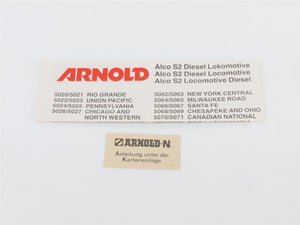 ARNOLD
Alco S2 Diesel Lokomotive
Alco S2 Diesel Locomotive
Alco S2 Locomotive Diesel
5020/5021 RIO GRANDE
5022/5023 UNION PACIFIC
5024/5025 PENNSYLVANIA
5026/5027 CHICAGO AND
NORTH WESTERN
5062/5063 NEW YORK CENTRAL
5064/5065 MILWAUKEE ROAD
5066/5067 SANTA FE
5068/5069 CHESAPEAKE AND OHIO
5070/5071 CANADIAN NATIONAL
ARNOLD-N
Anleitung unter der
Kartoneinlage